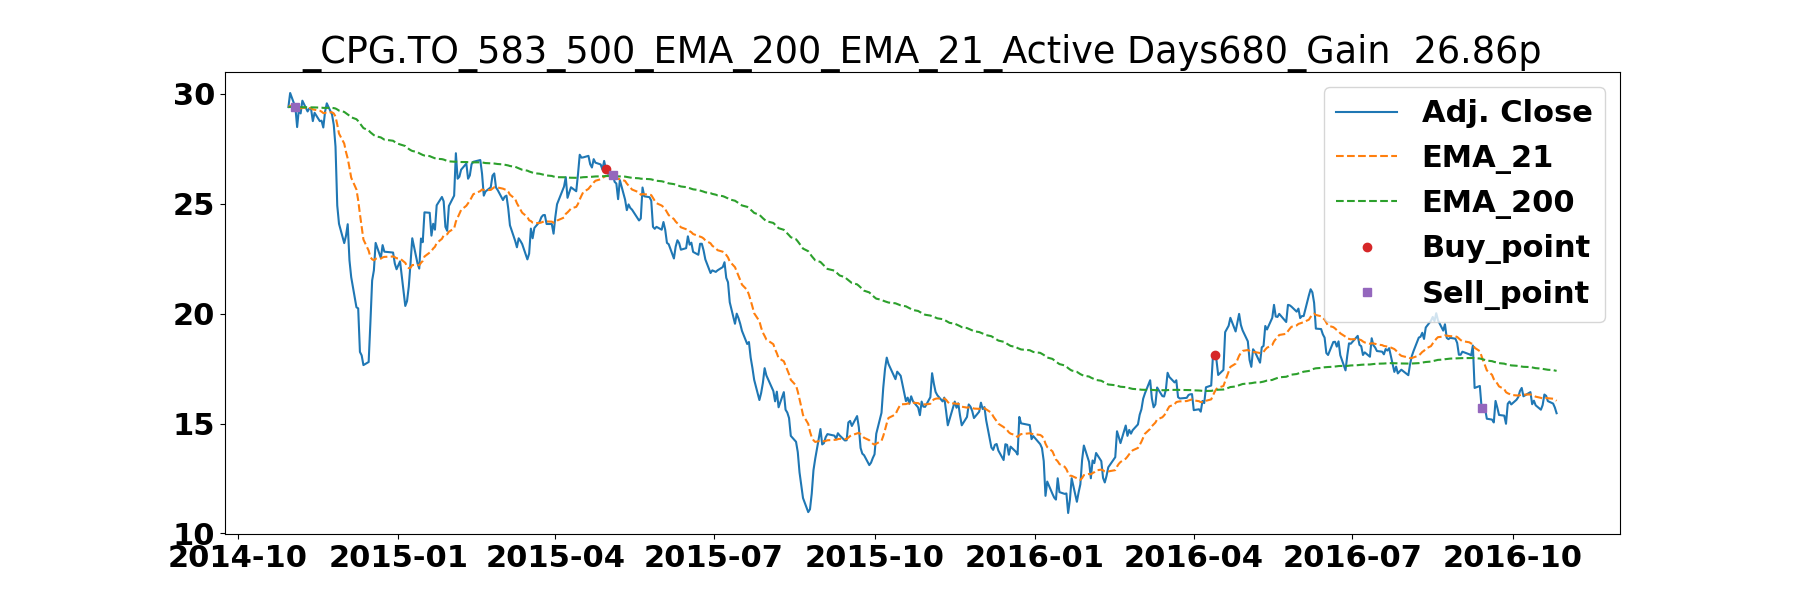 _CPG.TO_583_500_EMA_200_EMA_21_Active Days680_Gain  26.86p
30
25
20
15
10
Adj. Close
EMA_21
EMA_200
Buy_point
Sell_point
2014-10 2015-01 2015-04 2015-07 2015-10 2016-01 2016-04 2016-07 2016-10